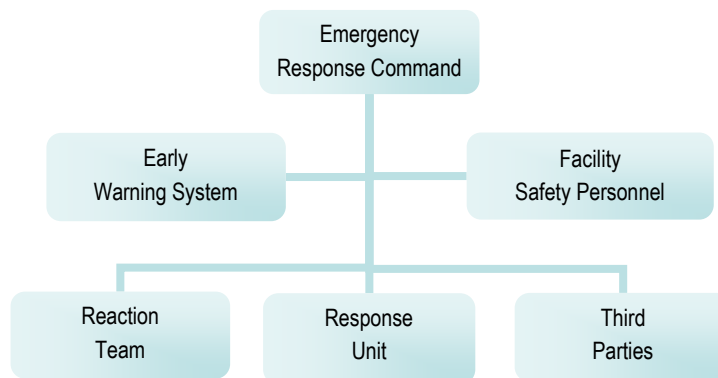 Emergency
Response Command
Early
Warning System
Facility
Safety Personnel
Reaction
Team
Response
Unit
Third
Parties